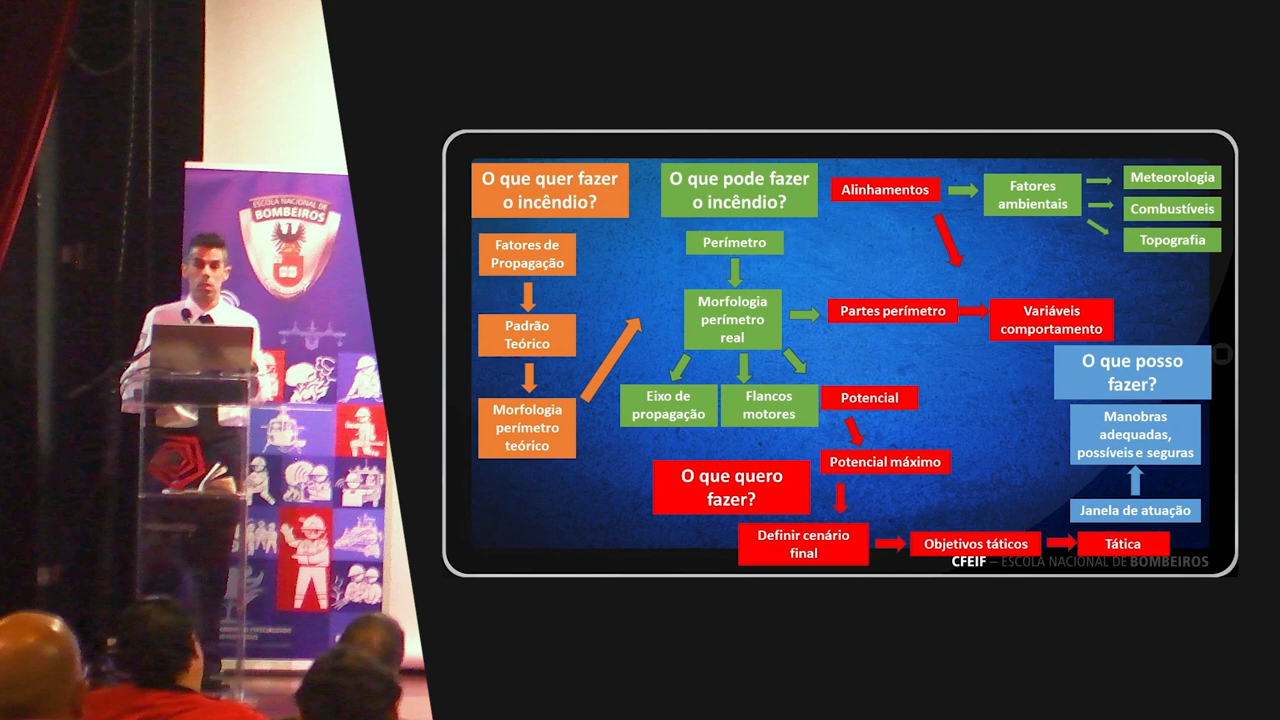 ESCOLA NACIONAL DE
BOMBEIROS
O que quer fazer
o incêndio?
Fatores de
Propagação
Padrão
Teórico
Morfologia
perímetro
teórico
O que pode fazer
o incêndio?
Perímetro
Morfologia
perímetro
real
Eixo de
propagação
Flancos
motores
Alinhamentos
Fatores
ambientais
Meteorologia
Combustíveis
Topografia
Partes perímetro
Variáveis
comportamento
Potencial
Potencial máximo
O que quero
fazer?
Definir cenário
final
Objetivos táticos
Tática
O que posso
fazer?
Manobras
adequadas,
possíveis e seguras
Janela de atuação
CFEIF – ESCOLA NACIONAL DE BOMBEIROS